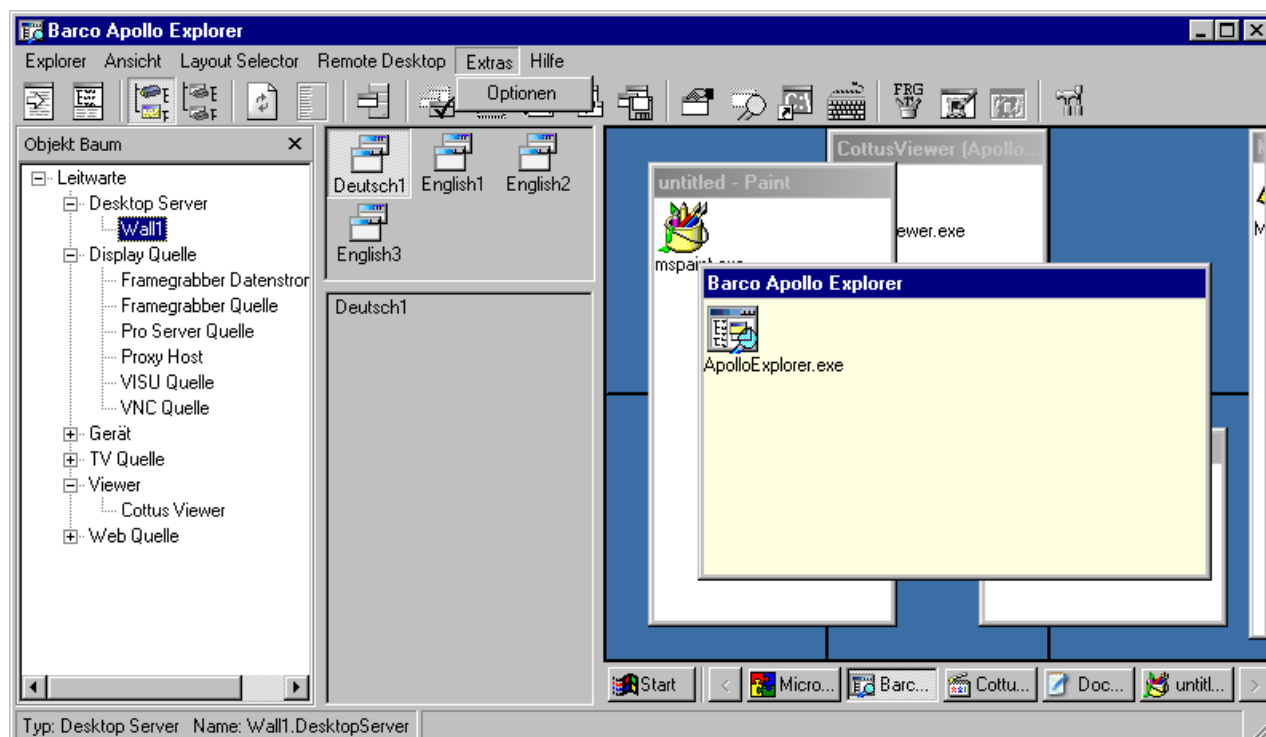 Barco Apollo Explorer
Explorer Ansicht Layout Selector Remote Desktop Extras Hilfe
Optionen
FRG
Objekt Baum
Leitwarte
Desktop Server
Wall1
Display Quelle
Framegrabber Datenstror
Framegrabber Quelle
Pro Server Quelle
Proxy Host
VISU Quelle
VNC Quelle
Gerät
TV Quelle
Viewer
Cottus Viewer
Web Quelle
Deutsch1 English1 English2
English3
Deutsch1
CottusViewer (Apollo...
untitled - Paint
ewer.exe
Barco Apollo Explorer
ApolloExplorer.exe
Start < Micro... Barc... Cottu... Doc... untitl... >
Typ: Desktop Server Name: Wall1.DesktopServer